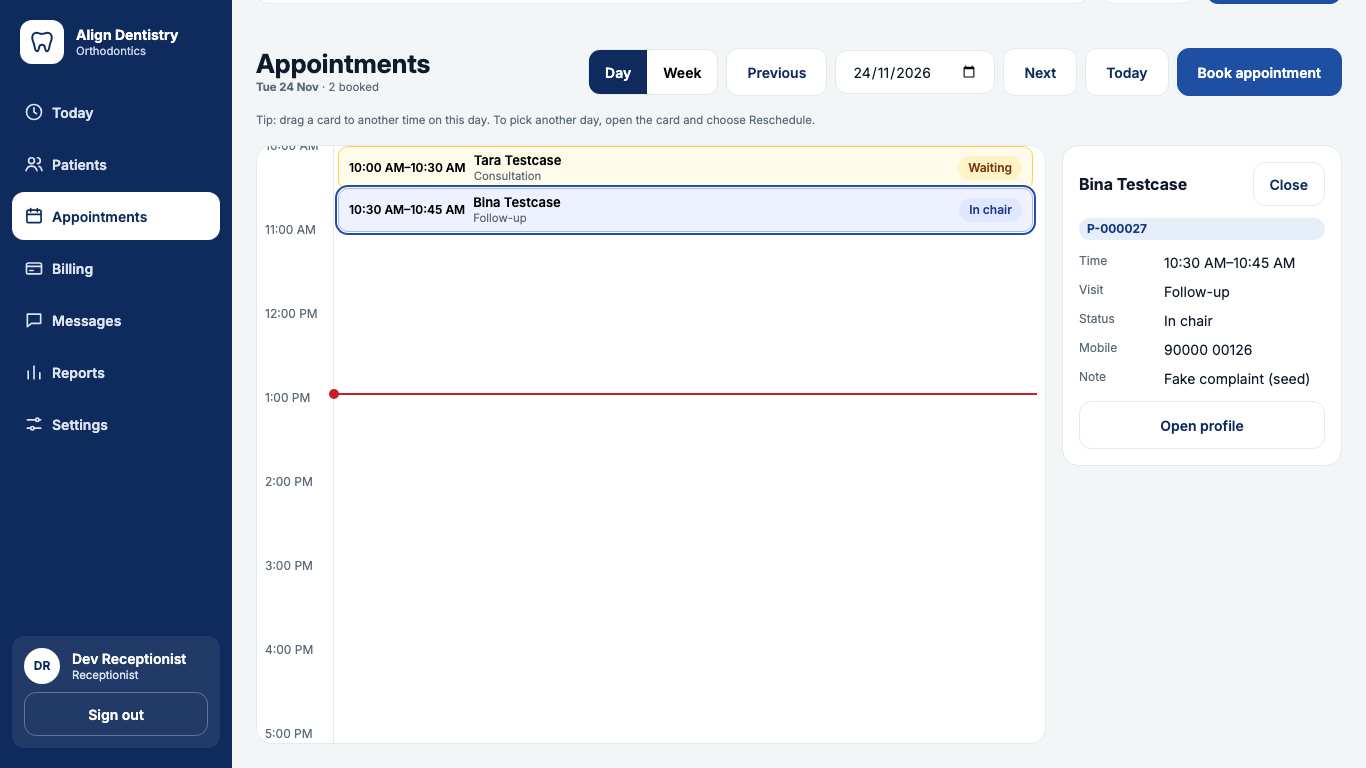 Align Dentistry
Orthodontics
Today
Patients
Appointments
Billing
Messages
Reports
Settings
DR
Dev Receptionist
Receptionist
Sign out
Appointments
Tue 24 Nov · 2 booked
Day
Week
Previous
24/11/2026
Next
Today
Book appointment
Tip: drag a card to another time on this day. To pick another day, open the card and choose Reschedule.
10:00 AM
10:00 AM–10:30 AM
Tara Testcase
Consultation
Waiting
10:30 AM–10:45 AM
Bina Testcase
Follow-up
In chair
11:00 AM
12:00 PM
1:00 PM
2:00 PM
3:00 PM
4:00 PM
5:00 PM
Bina Testcase
Close
P-000027
Time 10:30 AM–10:45 AM
Visit Follow-up
Status In chair
Mobile 90000 00126
Note Fake complaint (seed)
Open profile